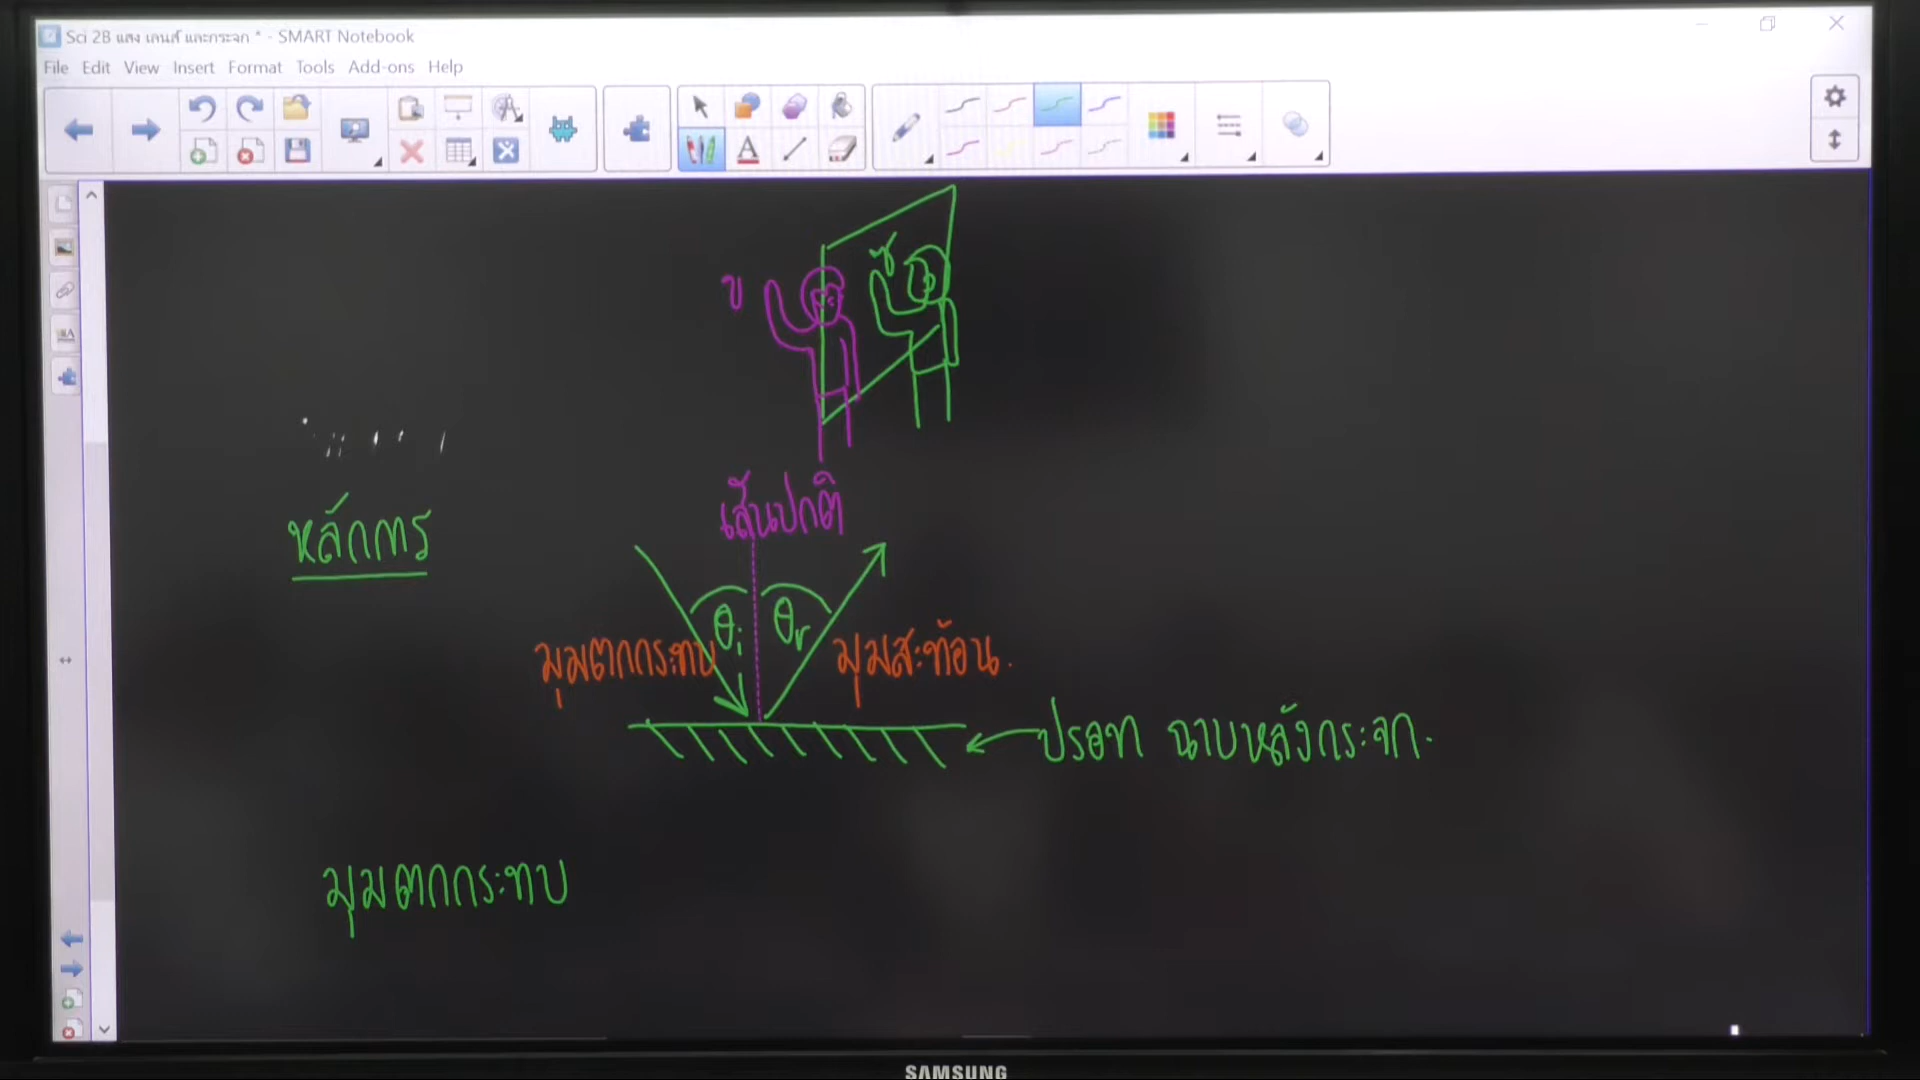 Sci 2B แสง เลนส์ และกระจก * - SMART Notebook
File Edit View Insert Format Tools Add-ons Help
ข
ซ
เส้นปกติ
หลักการ
θi θr
มุมตกกระทบ มุมสะท้อน.
ปรอท ฉาบหลังกระจก.
มุมตกกระทบ
SAMSUNG